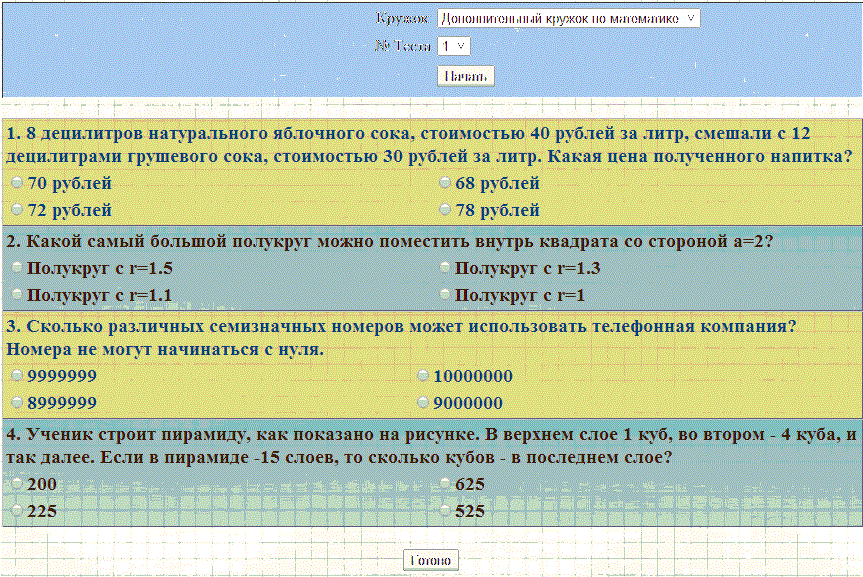 Кружок Дополнительный кружок по математике
№ Теста 1
Начать
1. 8 децилитров натурального яблочного сока, стоимостью 40 рублей за литр, смешали с 12
децилитрами грушевого сока, стоимостью 30 рублей за литр. Какая цена полученного напитка?
70 рублей 68 рублей
72 рублей 78 рублей
2. Какой самый большой полукруг можно поместить внутрь квадрата со стороной a=2?
Полукруг с r=1.5 Полукруг с r=1.3
Полукруг с r=1.1 Полукруг с r=1
3. Сколько различных семизначных номеров может использовать телефонная компания?
Номера не могут начинаться с нуля.
9999999 10000000
8999999 9000000
4. Ученик строит пирамиду, как показано на рисунке. В верхнем слое 1 куб, во втором - 4 куба, и
так далее. Если в пирамиде -15 слоев, то сколько кубов - в последнем слое?
200 625
225 525
Готово